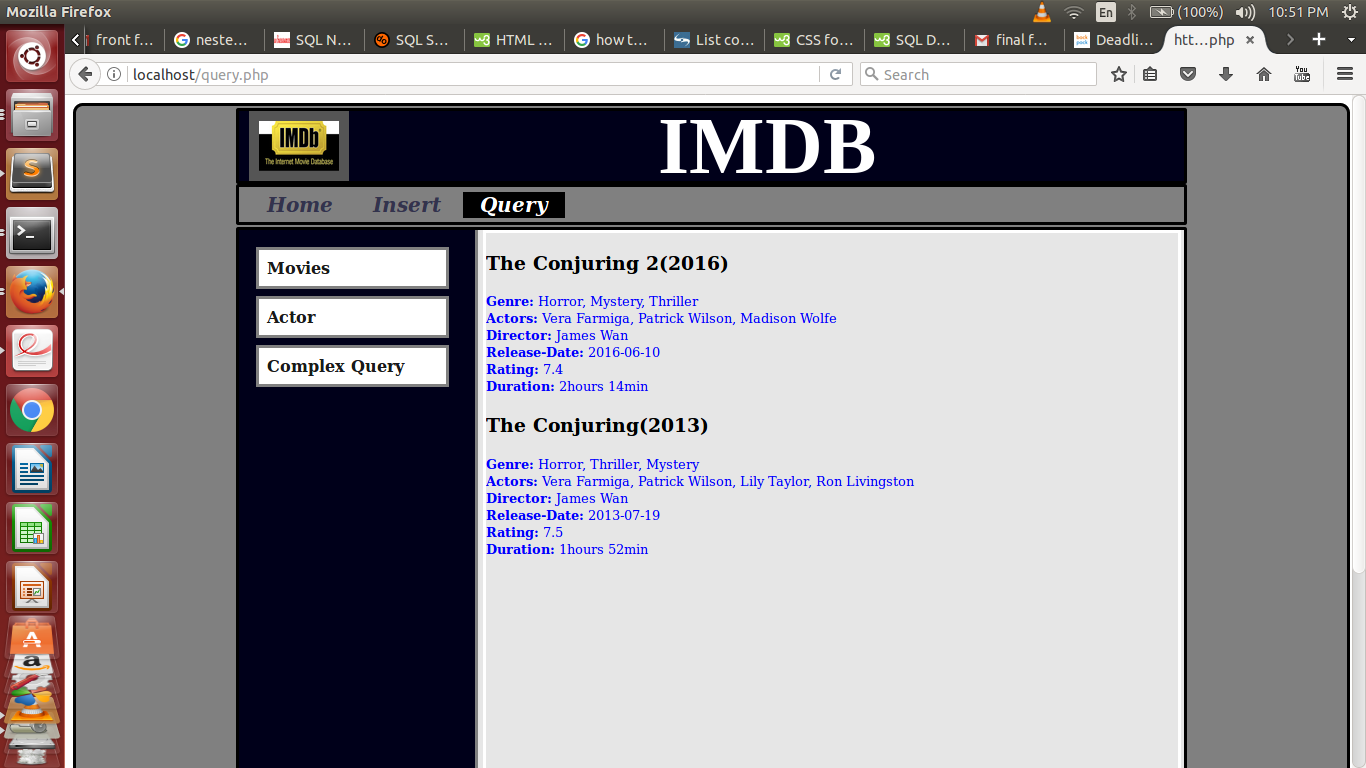 Mozilla Firefox
En
(100%)
10:51 PM
front f...
neste...
SQL N...
SQL S...
HTML ...
how t...
List co...
CSS fo...
SQL D...
final f...
Deadli...
htt...php
localhost/query.php
Search
You
Tube
IMDb
The Internet Movie Database
IMDB
Home
Insert
Query
Movies
Actor
Complex Query
The Conjuring 2(2016)
Genre: Horror, Mystery, Thriller
Actors: Vera Farmiga, Patrick Wilson, Madison Wolfe
Director: James Wan
Release-Date: 2016-06-10
Rating: 7.4
Duration: 2hours 14min
The Conjuring(2013)
Genre: Horror, Thriller, Mystery
Actors: Vera Farmiga, Patrick Wilson, Lily Taylor, Ron Livingston
Director: James Wan
Release-Date: 2013-07-19
Rating: 7.5
Duration: 1hours 52min